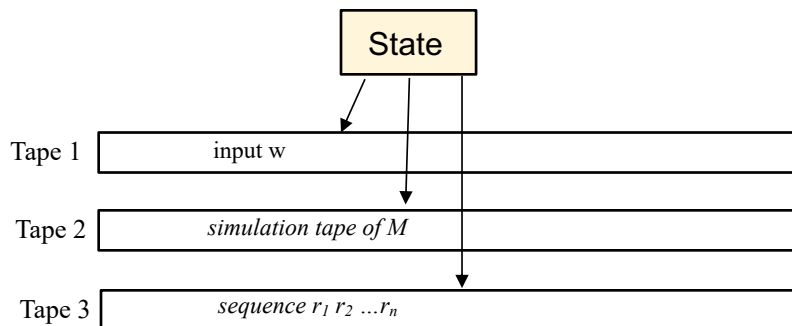 State
Tape 1 input w
Tape 2 simulation tape of M
Tape 3 sequence r₁ r₂ …rₙ